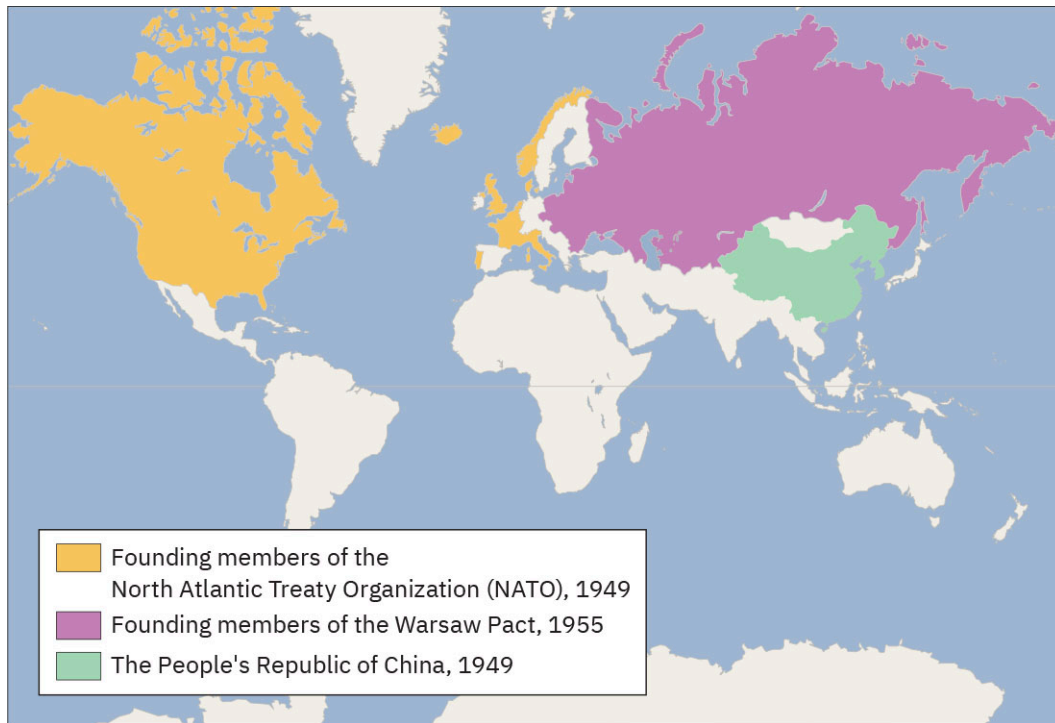 Founding members of the
North Atlantic Treaty Organization (NATO), 1949
Founding members of the Warsaw Pact, 1955
The People's Republic of China, 1949